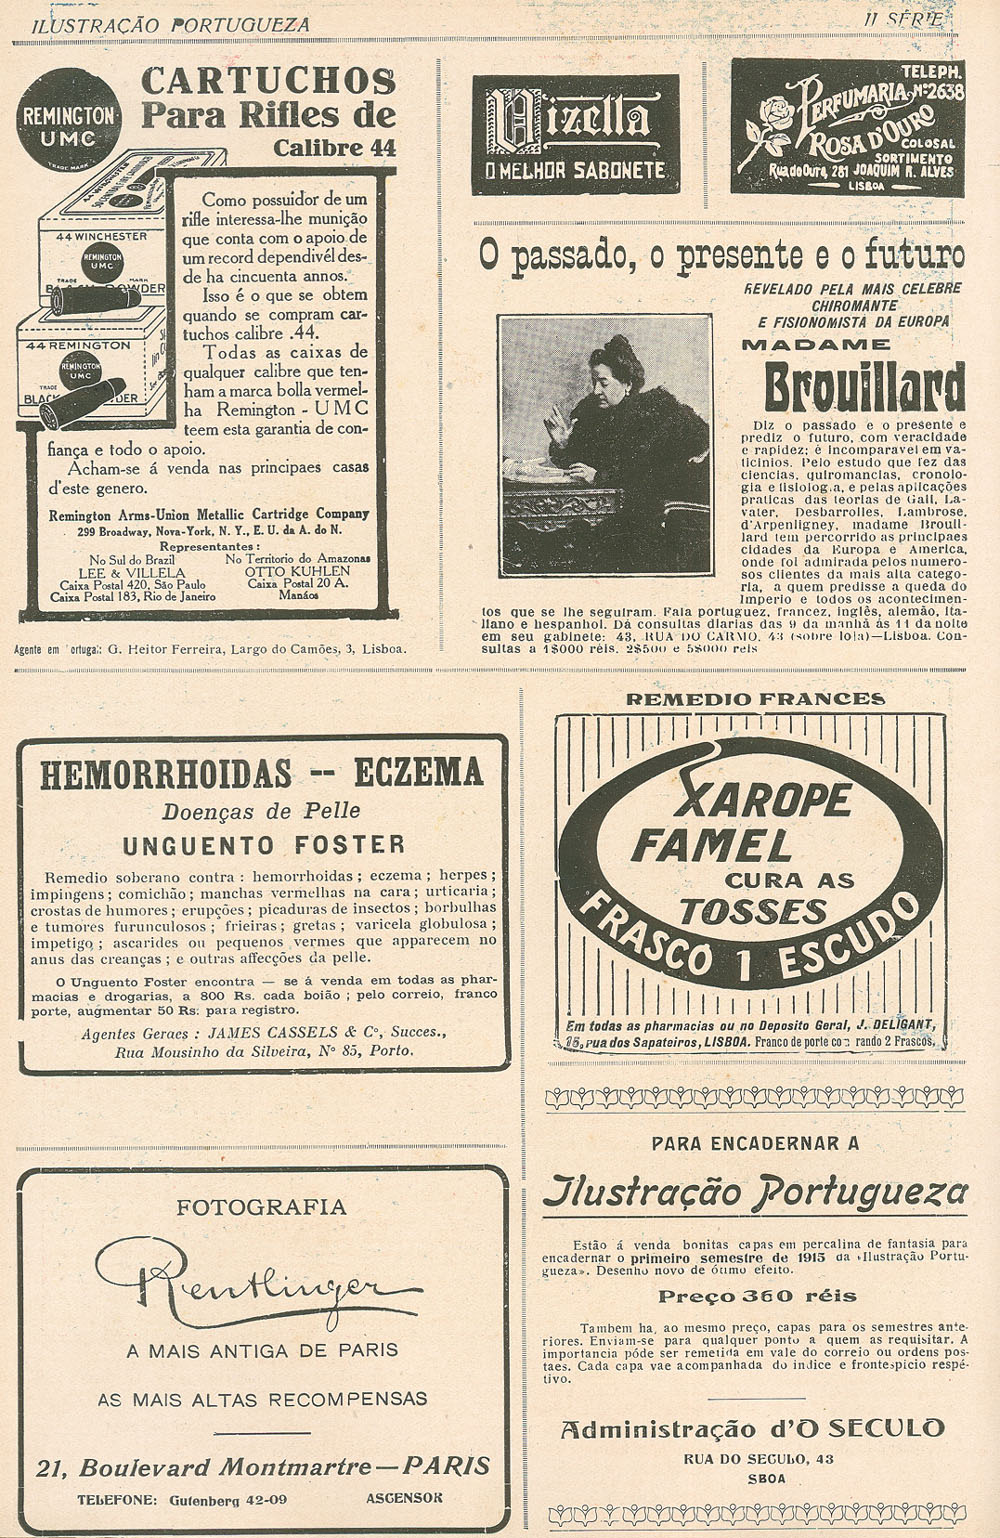 ILUSTRAÇÃO PORTUGUEZA
II SÉRIE
REMINGTON
UMC
TRADE MARK
CARTUCHOS
Para Rifles de
Calibre 44
44 WINCHESTER
REMINGTON
UMC
TRADE MARK
44 REMINGTON
REMINGTON
UMC
TRADE
Como possuidor de um
rifle interessa-lhe munição
que conta com o apoio de
um record dependivél des-
de ha cincuenta annos.
Isso é o que se obtem
quando se compram car-
tuchos calibre .44.
Todas as caixas de
qualquer calibre que ten-
ham a marca bolla vermel-
ha Remington - UMC
teem esta garantia de con-
fiança e todo o apoio.
Acham-se á venda nas principaes casas
d'este genero.
Remington Arms-Union Metallic Cartridge Company
299 Broadway, Nova-York, N. Y., E. U. da A. do N.
Representantes:
No Sul do Brazil
LEE & VILLELA
Caixa Postal 420, São Paulo
Caixa Postal 183, Rio de Janeiro
No Territorio do Amazonas
OTTO KUHLEN
Caixa Postal 20 A.
Manáos
Agente em ortugal: G. Heitor Ferreira, Largo do Camões, 3, Lisboa.
Nizella
O MELHOR SABONETE
TELEPH.
Nº 2638
PERFUMARIA
ROSA D'OURO
COLOSAL
SORTIMENTO
Rua do Ouro, 281 JOAQUIM R. ALVES
LISBOA
O passado, o presente e o futuro
REVELADO PELA MAIS CELEBRE
CHIROMANTE
E FISIONOMISTA DA EUROPA
MADAME
Brouillard
Diz o passado e o presente e
prediz o futuro, com veracidade
e rapidez: é incomparavel em va-
ticinios. Pelo estudo que fez das
ciencias, quiromancias, cronolo-
gia e fisiologia, e pelas aplicações
praticas das teorias de Gall, La-
vater, Desbarrolles, Lambrose,
d'Arpenligney, madame Brouil-
lard tem percorrido as principaes
cidades da Europa e America,
onde foi admirada pelos numero-
sos clientes da mais alta catego-
ria, a quem predisse a queda do
Imperio e todos os acontecimen-
tos que se lhe seguiram. Fala portuguez, francez, inglês, alemão, ita-
liano e hespanhol. Dá consultas diarias das 9 da manhã ás 11 da noite
em seu gabinete: 43, RUA DO CARMO, 43 (sobre loja)—Lisboa. Con-
sultas a 1$000 réis, 2$500 e 5$000 réis
HEMORRHOIDAS -- ECZEMA
Doenças de Pelle
UNGUENTO FOSTER
Remedio soberano contra : hemorrhoidas ; eczema ; herpes ;
impingens ; comichão ; manchas vermelhas na cara ; urticaria ;
crostas de humores ; erupções ; picaduras de insectos ; borbulhas
e tumores furunculosos ; frieiras ; gretas ; varicela globulosa ;
impetigo ; ascarides ou pequenos vermes que apparecem no
anus das creanças ; e outras affecções da pelle.
O Unguento Foster encontra — se á venda em todas as phar-
macias e drogarias, a 800 Rs. cada boião ; pelo correio, franco
porte, augmentar 50 Rs. para registro.
Agentes Geraes : JAMES CASSELS & Cº, Succes.,
Rua Mousinho da Silveira, Nº 85, Porto.
REMEDIO FRANCES
XAROPE
FAMEL
CURA AS
TOSSES
FRASCO 1 ESCUDO
Em todas as pharmacias ou no Deposito Geral, J. DELIGANT,
15, rua dos Sapateiros, LISBOA. Franco de porte co rando 2 Frascos.
FOTOGRAFIA
Reutlinger
A MAIS ANTIGA DE PARIS
AS MAIS ALTAS RECOMPENSAS
21, Boulevard Montmartre—PARIS
TELEFONE: Gutenberg 42-09 ASCENSOR
PARA ENCADERNAR A
Ilustração Portugueza
Estão á venda bonitas capas em percalina de fantasia para
encadernar o primeiro semestre de 1915 da «Ilustração Portu-
gueza». Desenho novo de ótimo efeito.
Preço 360 réis
Tambem ha, ao mesmo preço, capas para os semestres ante-
riores. Enviam-se para qualquer ponto a quem as requisitar. A
importancia póde ser remetida em vale do correio ou ordens pos-
taes. Cada capa vae acompanhada do indice e frontespicio respé-
tivo.
Administração d'O SECULO
RUA DO SECULO, 43
SBOA